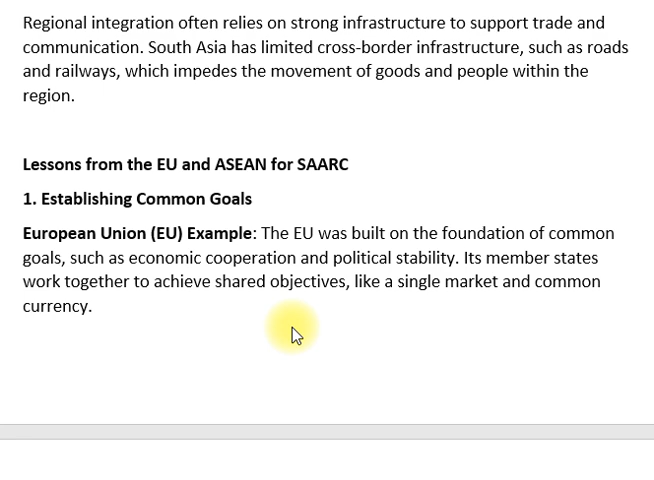 Regional integration often relies on strong infrastructure to support trade and
communication. South Asia has limited cross-border infrastructure, such as roads
and railways, which impedes the movement of goods and people within the
region.
Lessons from the EU and ASEAN for SAARC
1. Establishing Common Goals
European Union (EU) Example: The EU was built on the foundation of common
goals, such as economic cooperation and political stability. Its member states
work together to achieve shared objectives, like a single market and common
currency.